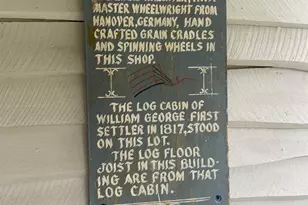 MASTER WHEELWRIGHT FROM
HANOVER, GERMANY, HAND
CRAFTED GRAIN CRADLES
AND SPINNING WHEELS IN
THIS SHOP.
THE LOG CABIN OF
WILLIAM GEORGE FIRST
SETTLER IN 1817, STOOD
ON THIS LOT.
THE LOG FLOOR
JOIST IN THIS BUILD-
ING ARE FROM THAT
LOG CABIN.